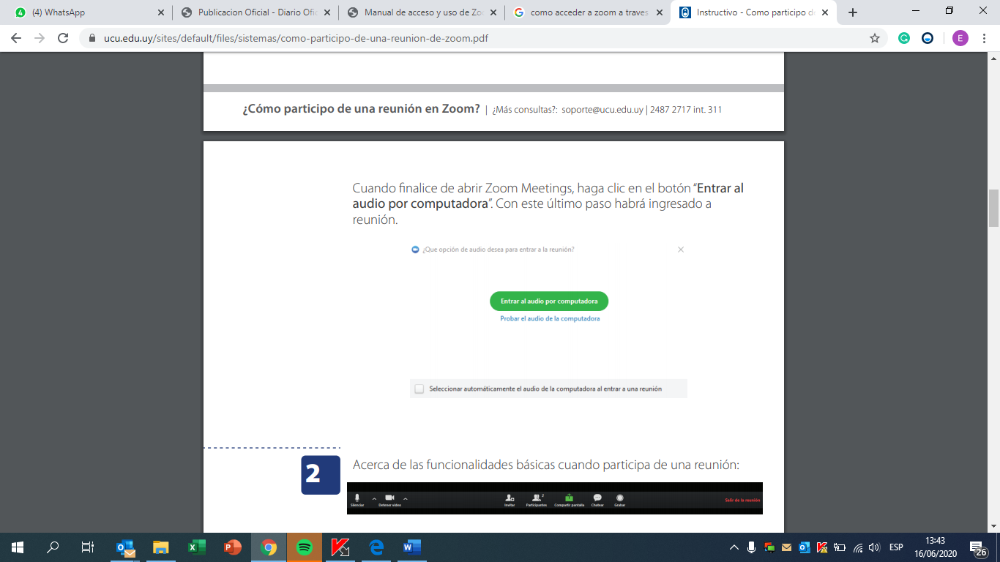 (4) WhatsApp
Publicacion Oficial - Diario Ofic
Manual de acceso y uso de Zo
como acceder a zoom a traves
Instructivo - Como participo d
ucu.edu.uy/sites/default/files/sistemas/como-participo-de-una-reunion-de-zoom.pdf
E
¿Cómo participo de una reunión en Zoom? | ¿Más consultas?: soporte@ucu.edu.uy | 2487 2717 int. 311
Cuando finalice de abrir Zoom Meetings, haga clic en el botón “Entrar al
audio por computadora”. Con este último paso habrá ingresado a
reunión.
¿Que opción de audio desea para entrar a la reunión?
Entrar al audio por computadora
Probar el audio de la computadora
Seleccionar automáticamente el audio de la computadora al entrar a una reunión
2
Acerca de las funcionalidades básicas cuando participa de una reunión:
2
Silenciar Detener video Invitar Participantes Compartir pantalla Chatear Grabar Salir de la reunión
ESP
13:43
16/06/2020
26